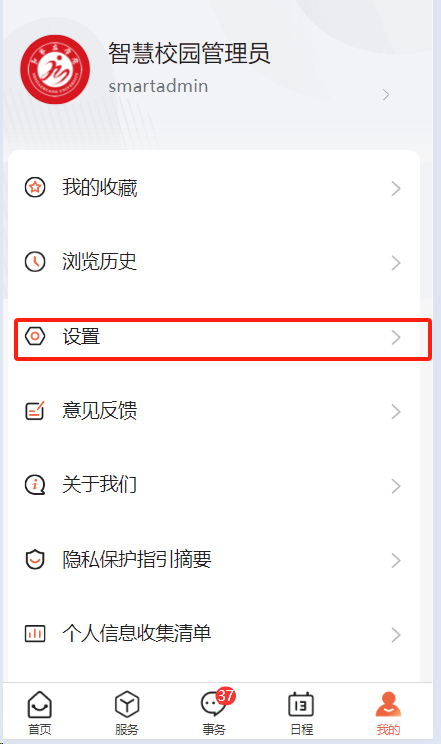 智慧校园管理员
smartadmin
我的收藏
浏览历史
设置
意见反馈
关于我们
隐私保护指引摘要
个人信息收集清单
37
13
首页
服务
事务
日程
我的